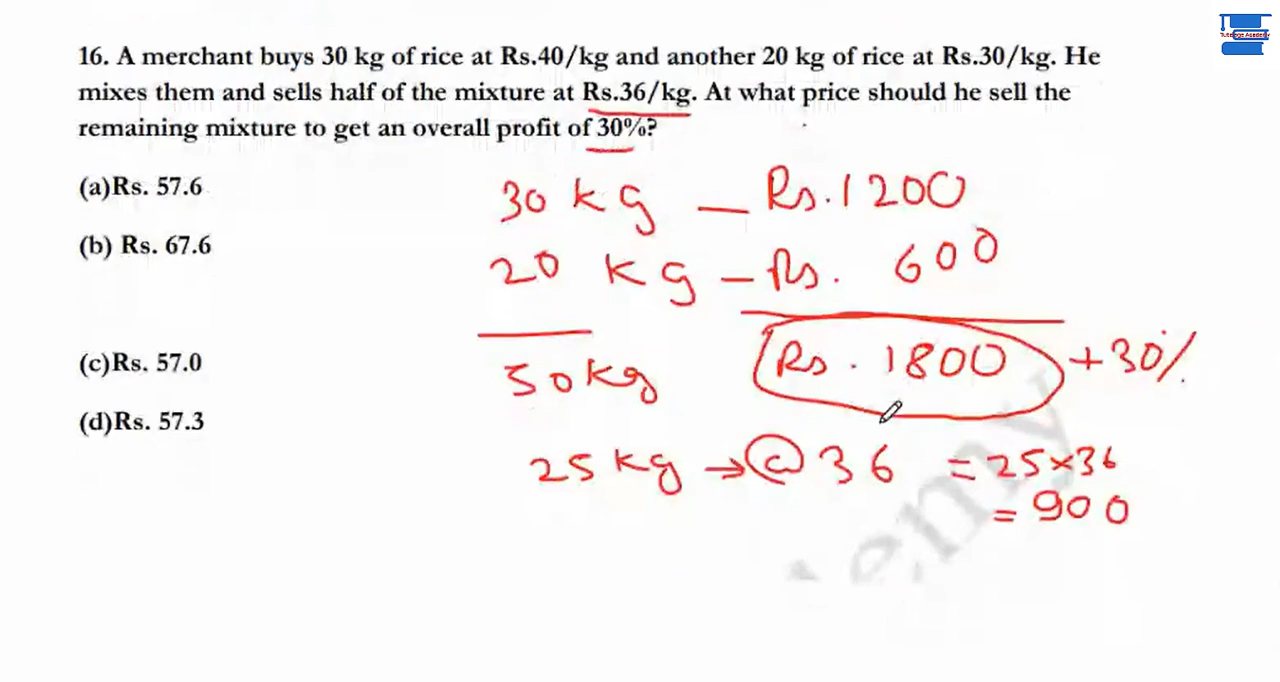 16. A merchant buys 30 kg of rice at Rs.40/kg and another 20 kg of rice at Rs.30/kg. He
mixes them and sells half of the mixture at Rs.36/kg. At what price should he sell the
remaining mixture to get an overall profit of 30%?
(a)Rs. 57.6
(b) Rs. 67.6
(c)Rs. 57.0
(d)Rs. 57.3
30 kg — Rs. 1200
20 kg — Rs. 600
50kg Rs. 1800 +30%
25 kg → @ 36 = 25×36
= 900
Tutelage Academy
emy